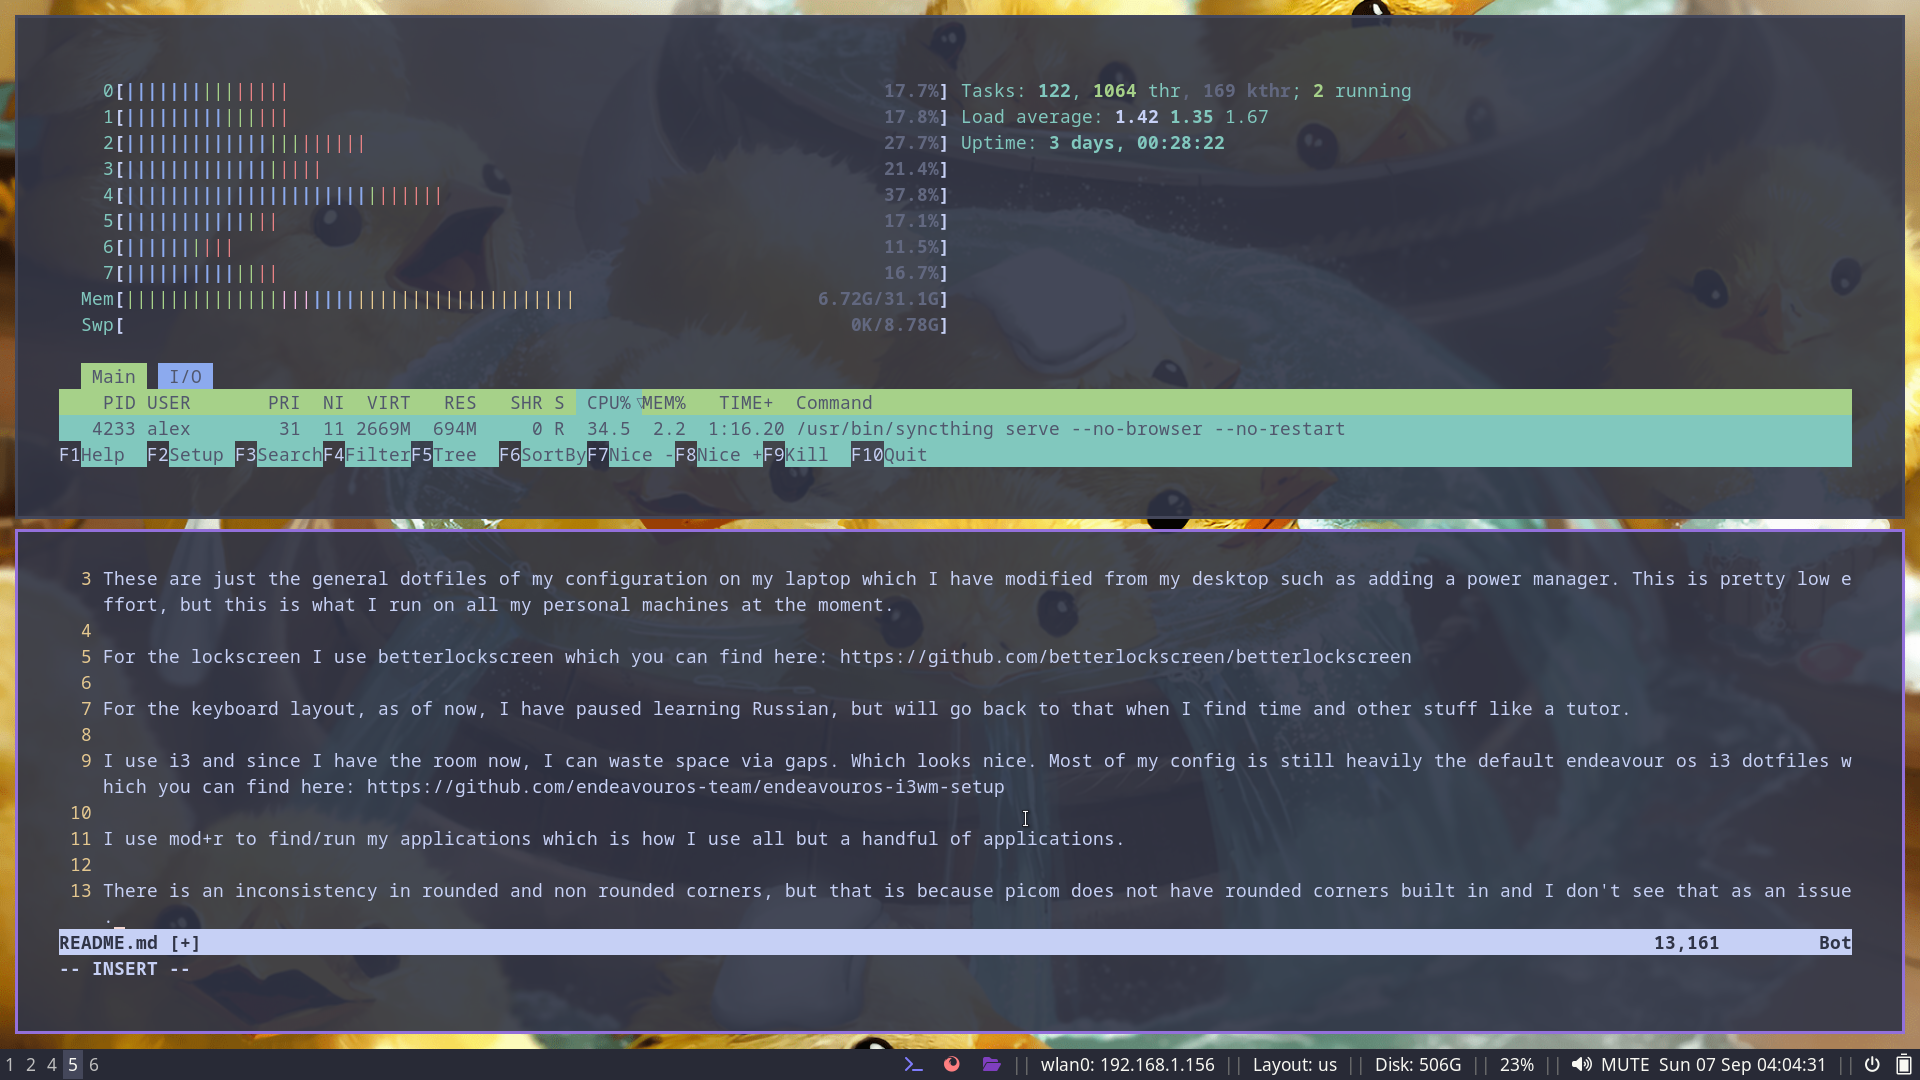 0[||||||||||||||| 17.7%] Tasks: 122, 1064 thr, 169 kthr; 2 running
1[||||||||||||||| 17.8%] Load average: 1.42 1.35 1.67
2[|||||||||||||||||||||| 27.7%] Uptime: 3 days, 00:28:22
3[|||||||||||||||||| 21.4%]
4[||||||||||||||||||||||||||||| 37.8%]
5[|||||||||||||| 17.1%]
6[|||||||||| 11.5%]
7[|||||||||||||| 16.7%]
Mem[||||||||||||||||||||||||||||||||||||||||| 6.72G/31.1G]
Swp[ 0K/8.78G]
Main I/O
PID USER PRI NI VIRT RES SHR S CPU%▽MEM% TIME+ Command
4233 alex 31 11 2669M 694M 0 R 34.5 2.2 1:16.20 /usr/bin/syncthing serve --no-browser --no-restart
F1Help F2Setup F3SearchF4FilterF5Tree F6SortByF7Nice -F8Nice +F9Kill F10Quit
3 These are just the general dotfiles of my configuration on my laptop which I have modified from my desktop such as adding a power manager. This is pretty low e
ffort, but this is what I run on all my personal machines at the moment.
4
5 For the lockscreen I use betterlockscreen which you can find here: https://github.com/betterlockscreen/betterlockscreen
6
7 For the keyboard layout, as of now, I have paused learning Russian, but will go back to that when I find time and other stuff like a tutor.
8
9 I use i3 and since I have the room now, I can waste space via gaps. Which looks nice. Most of my config is still heavily the default endeavour os i3 dotfiles w
hich you can find here: https://github.com/endeavouros-team/endeavouros-i3wm-setup
10
11 I use mod+r to find/run my applications which is how I use all but a handful of applications.
12
13 There is an inconsistency in rounded and non rounded corners, but that is because picom does not have rounded corners built in and I don't see that as an issue
.
README.md [+] 13,161 Bot
-- INSERT --
1 2 4 5 6 || wlan0: 192.168.1.156 || Layout: us || Disk: 506G || 23% || MUTE Sun 07 Sep 04:04:31 ||